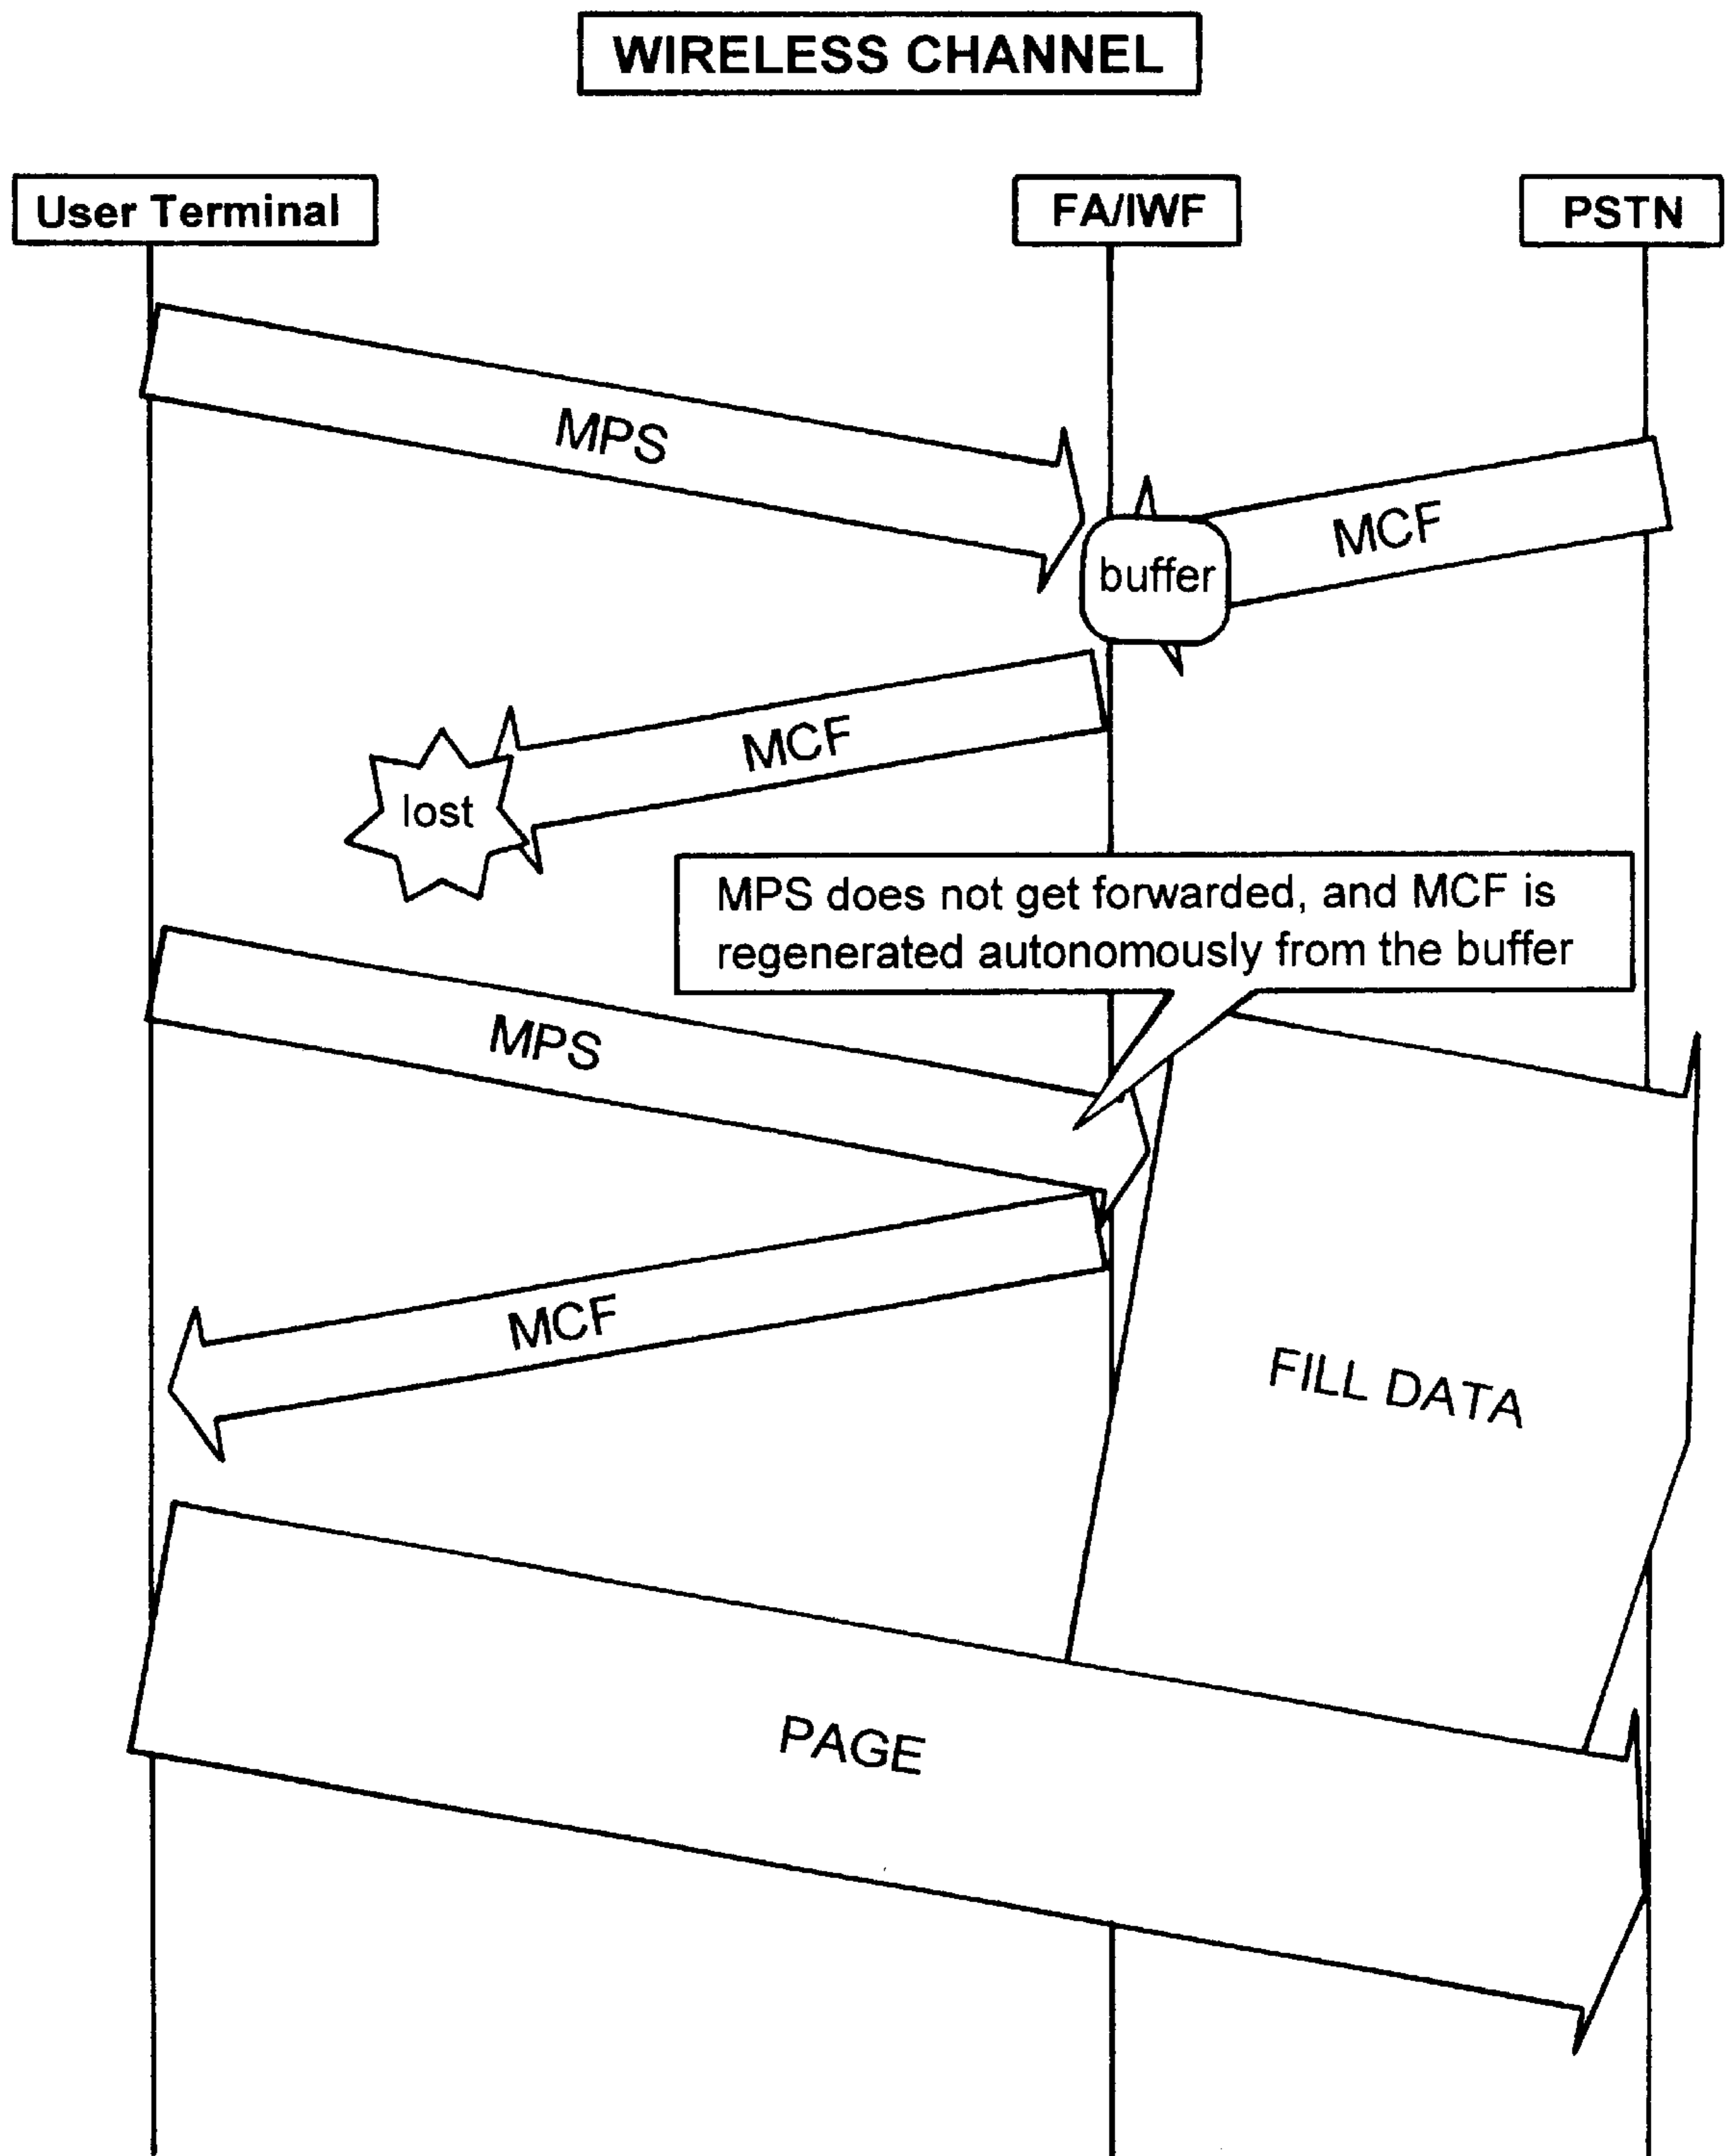 WIRELESS CHANNEL
User Terminal
FA/IWF
PSTN
MPS
MCF
buffer
MCF
lost
MPS does not get forwarded, and MCF is
regenerated autonomously from the buffer
MPS
MCF
FILL DATA
PAGE